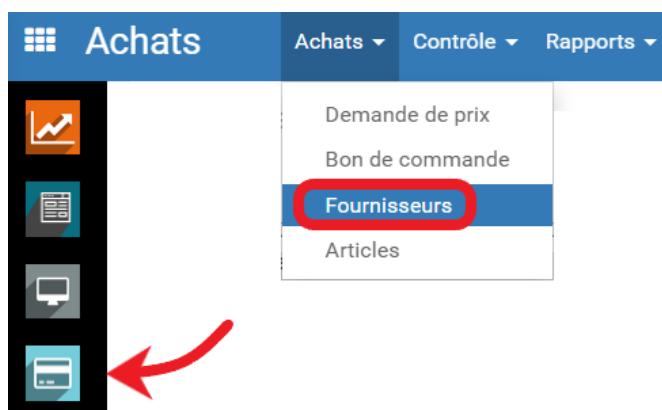 Achats Achats Contrôle Rapports
Demande de prix
Bon de commande
Fournisseurs
Articles